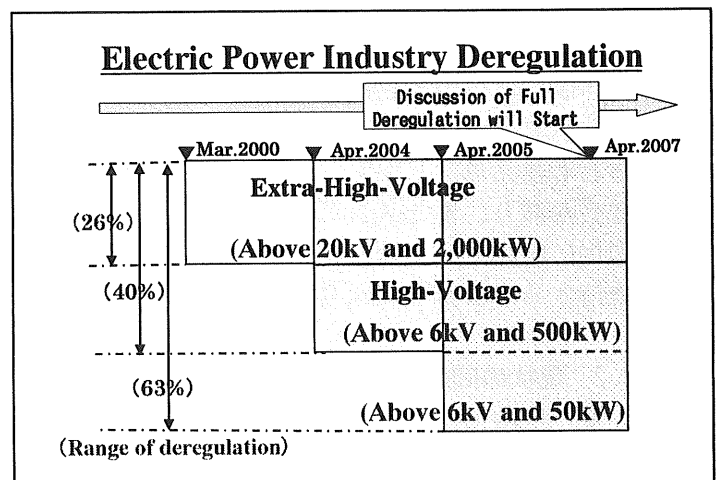 Electric Power Industry Deregulation
Discussion of Full
Deregulation will Start
Mar.2000 Apr.2004 Apr.2005 Apr.2007
Extra-High-Voltage
(26%)
(Above 20kV and 2,000kW)
(40%)
High-Voltage
(Above 6kV and 500kW)
(63%)
(Above 6kV and 50kW)
(Range of deregulation)